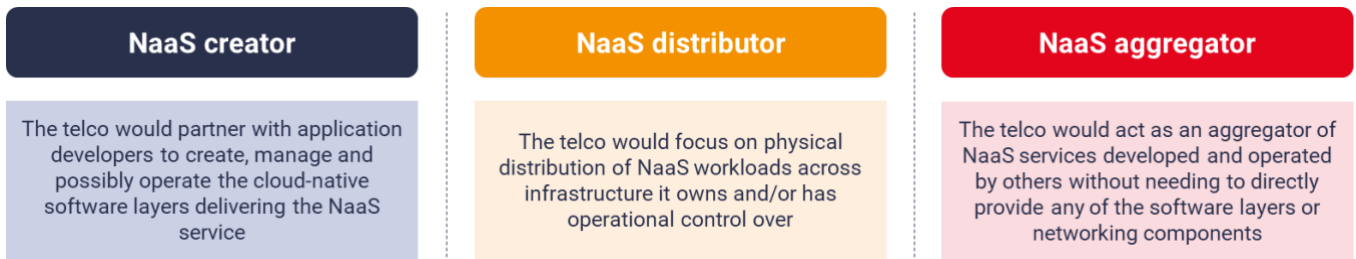 NaaS creator
The telco would partner with application
developers to create, manage and
possibly operate the cloud-native
software layers delivering the NaaS
service
NaaS distributor
The telco would focus on physical
distribution of NaaS workloads across
infrastructure it owns and/or has
operational control over
NaaS aggregator
The telco would act as an aggregator of
NaaS services developed and operated
by others without needing to directly
provide any of the software layers or
networking components